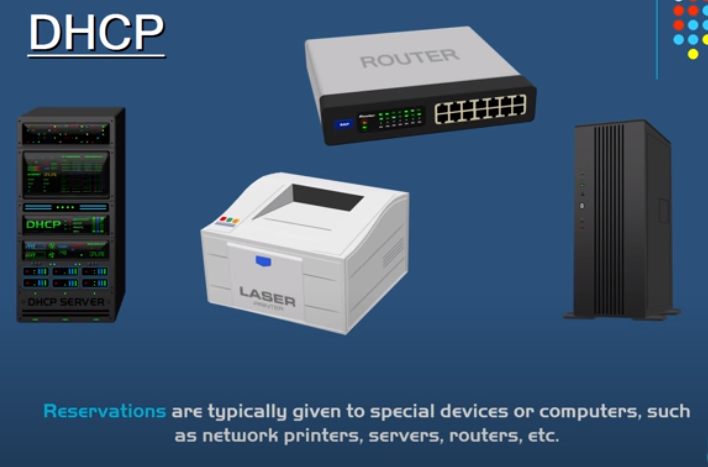 DHCP
ROUTER
DHCP
LASER
PRINTER
DHCP SERVER
Reservations are typically given to special devices or computers, such
as network printers, servers, routers, etc.